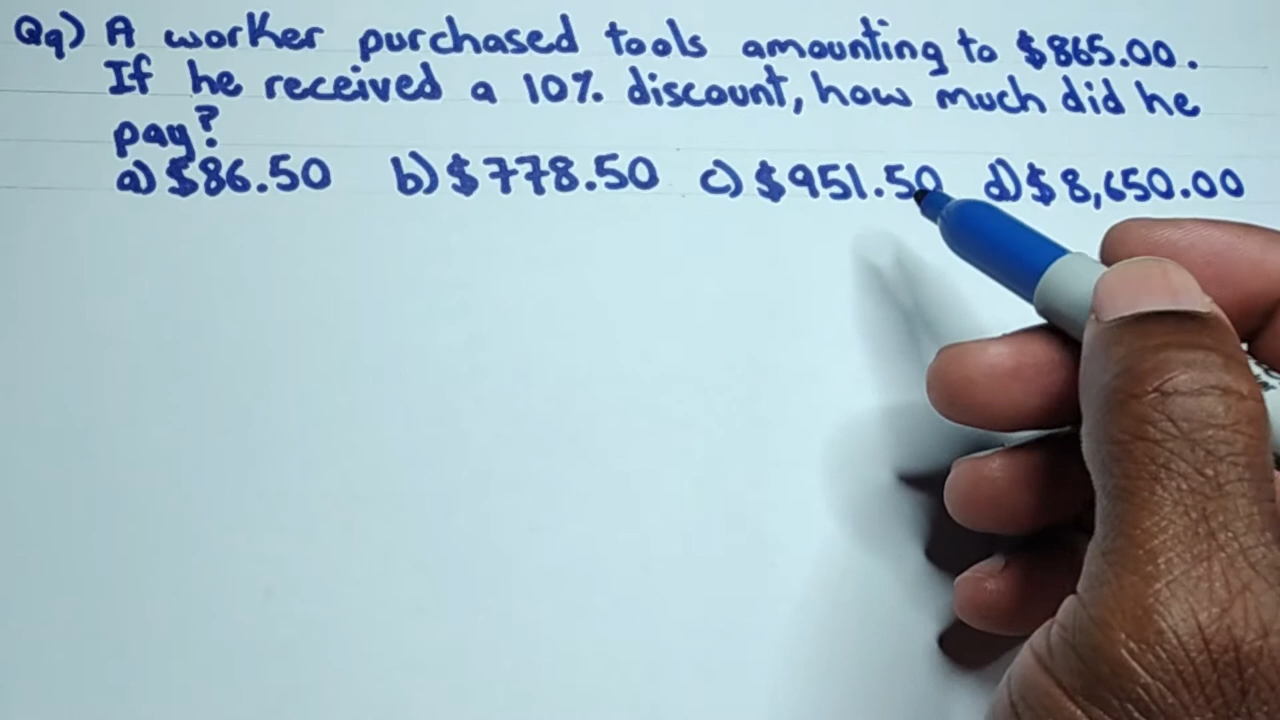 Q9) A worker purchased tools amounting to $865.00.
If he received a 10% discount, how much did he
pay?
a) $86.50 b) $778.50 c) $951.50 d) $8,650.00